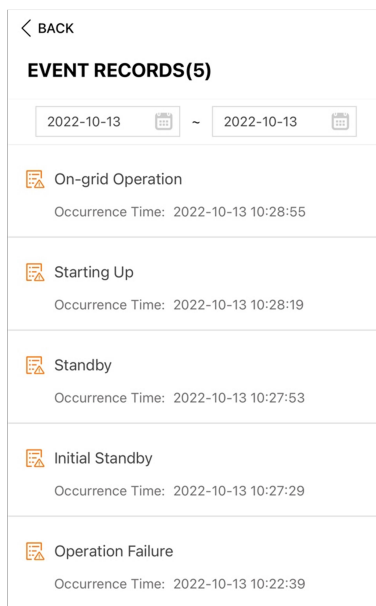 BACK
EVENT RECORDS(5)
2022-10-13 ~ 2022-10-13
On-grid Operation
Occurrence Time: 2022-10-13 10:28:55
Starting Up
Occurrence Time: 2022-10-13 10:28:19
Standby
Occurrence Time: 2022-10-13 10:27:53
Initial Standby
Occurrence Time: 2022-10-13 10:27:29
Operation Failure
Occurrence Time: 2022-10-13 10:22:39